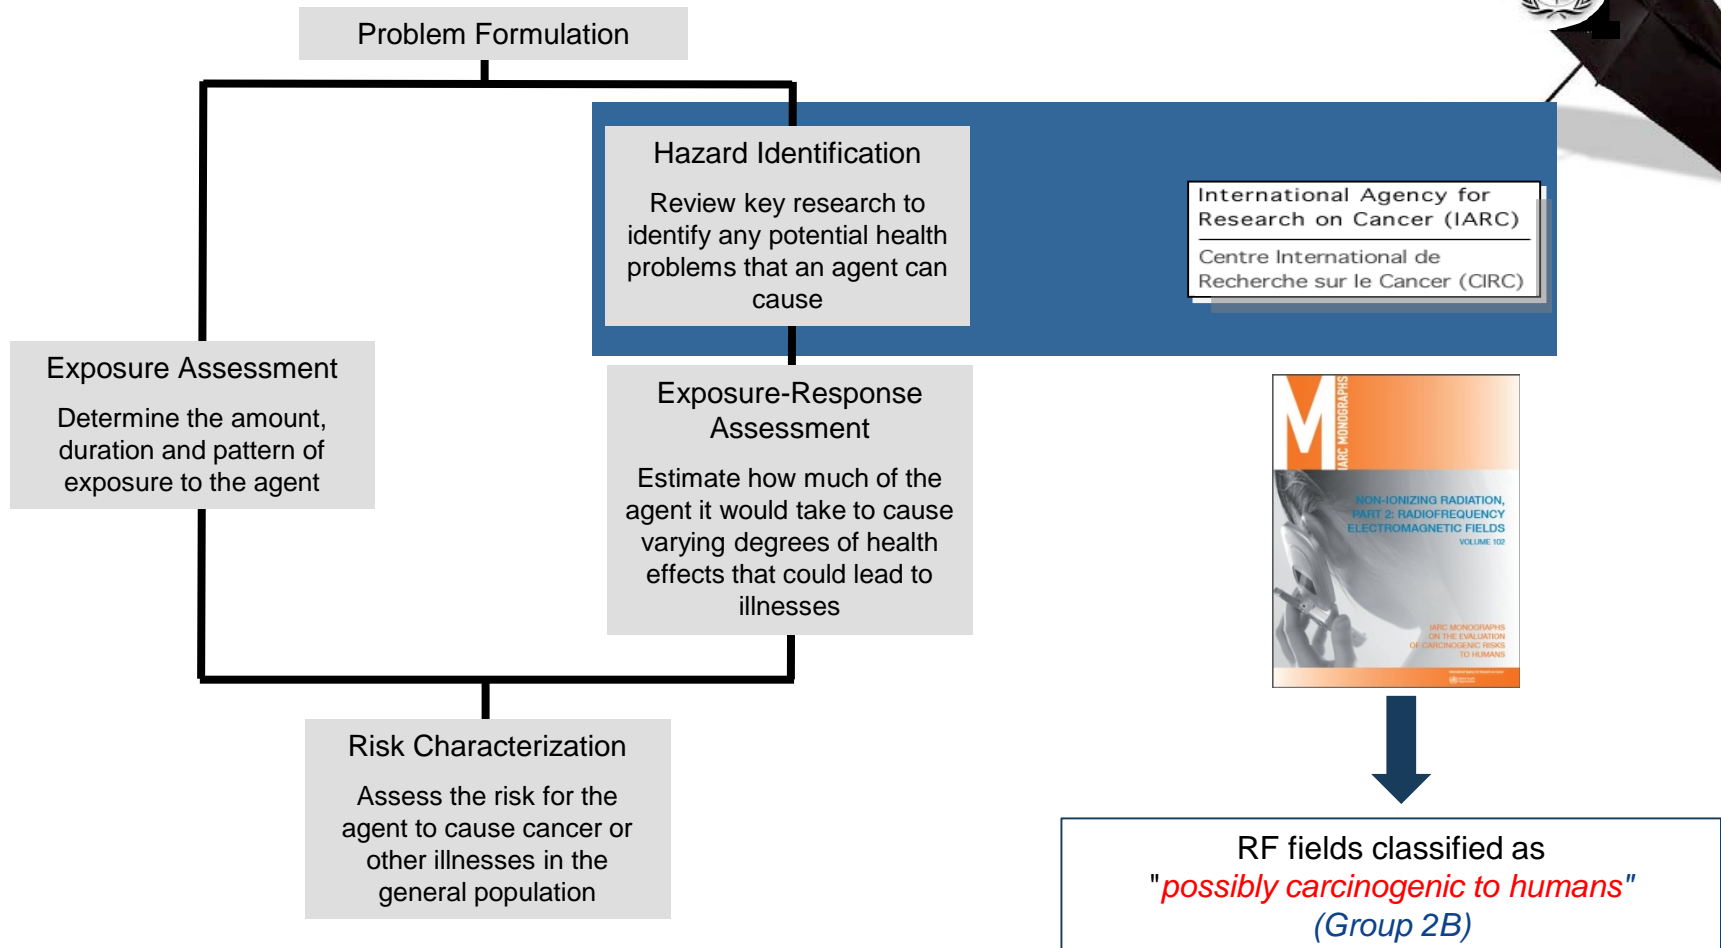 Problem Formulation
Hazard Identification
Review key research to
identify any potential health
problems that an agent can
cause
International Agency for
Research on Cancer (IARC)
Centre International de
Recherche sur le Cancer (CIRC)
Exposure Assessment
Determine the amount,
duration and pattern of
exposure to the agent
Exposure-Response
Assessment
Estimate how much of the
agent it would take to cause
varying degrees of health
effects that could lead to
illnesses
M
IARC MONOGRAPHS
NON-IONIZING RADIATION,
PART 2: RADIOFREQUENCY
ELECTROMAGNETIC FIELDS
VOLUME 102
IARC MONOGRAPHS
ON THE EVALUATION
OF CARCINOGENIC RISKS
TO HUMANS
Risk Characterization
Assess the risk for the
agent to cause cancer or
other illnesses in the
general population
RF fields classified as
"possibly carcinogenic to humans"
(Group 2B)